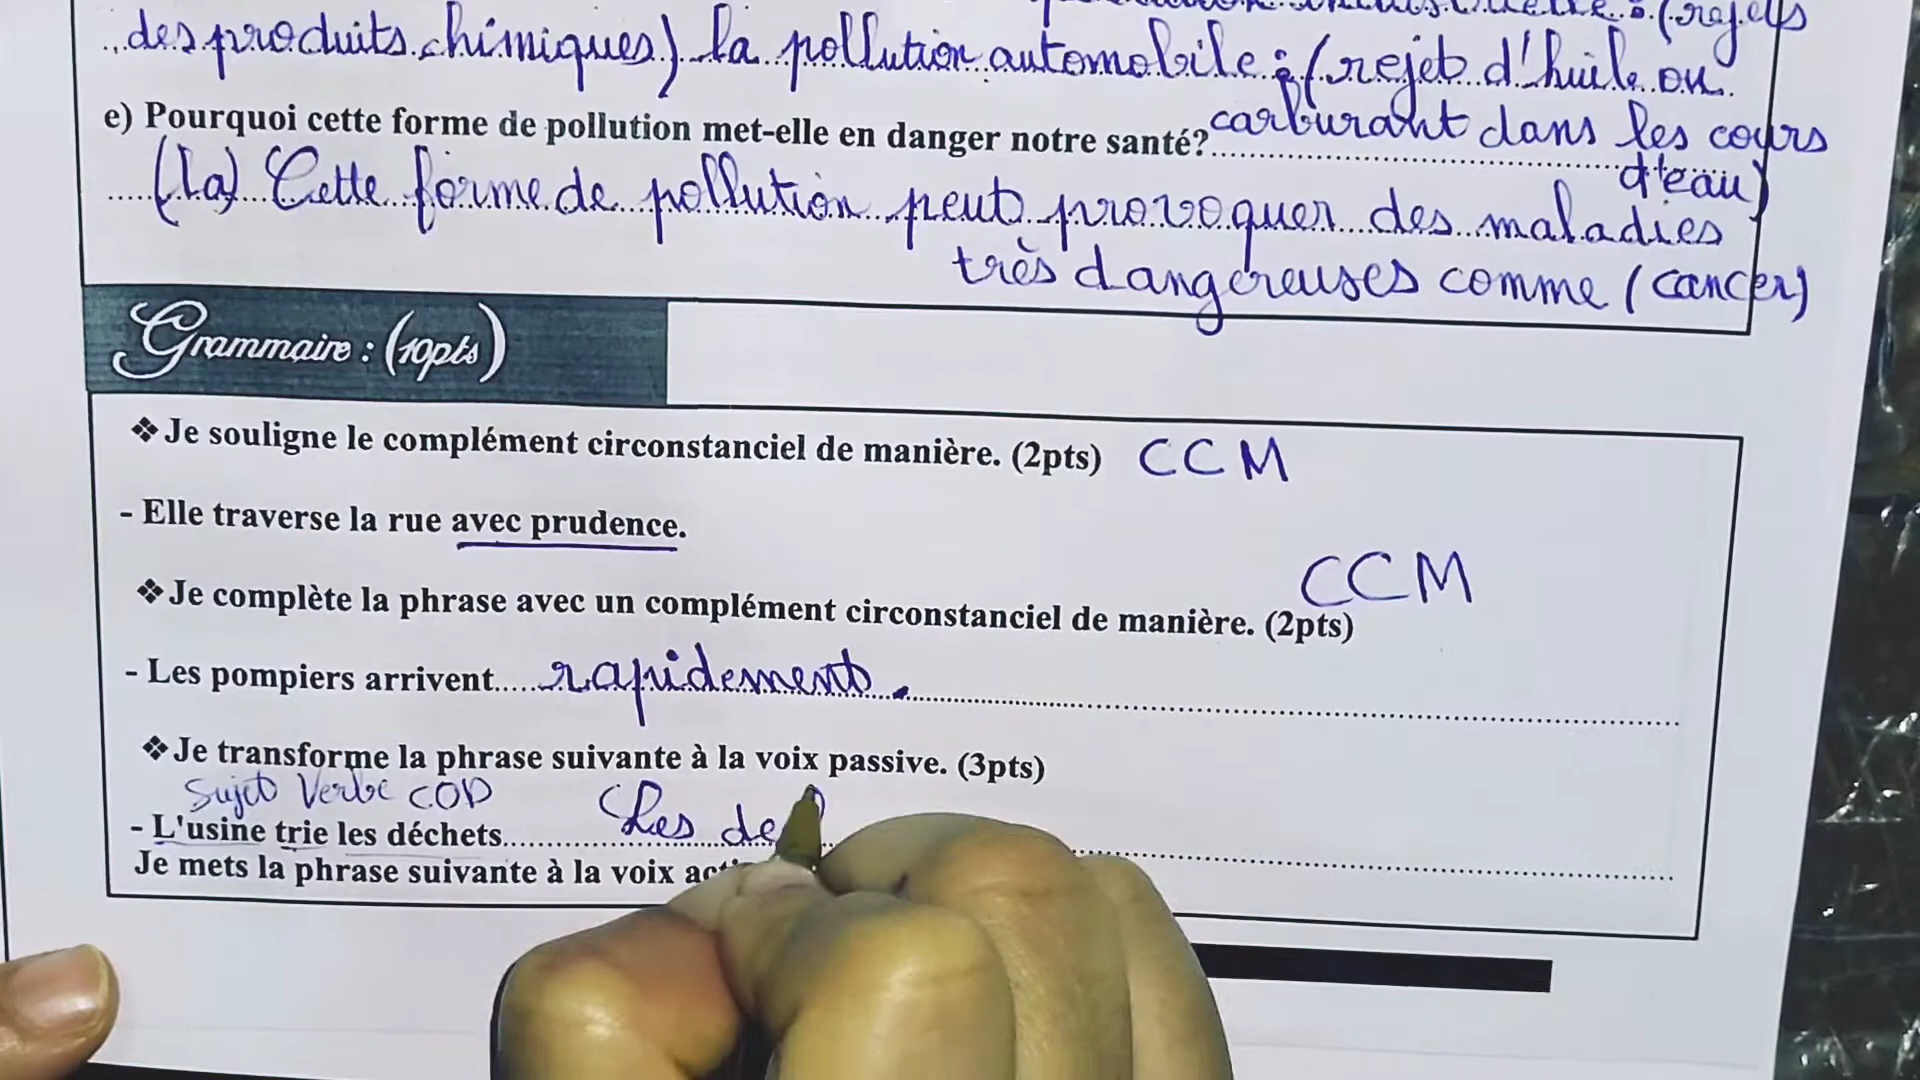 des produits chimiques) la pollution automobile : (rejet d'huile ou
e) Pourquoi cette forme de pollution met-elle en danger notre santé? carburant dans les cours
d'eau)
(la) Cette forme de pollution peut provoquer des maladies
très dangereuses comme (cancer)
Grammaire : (10pts)
❖Je souligne le complément circonstanciel de manière. (2pts) CCM
- Elle traverse la rue avec prudence.
CCM
❖Je complète la phrase avec un complément circonstanciel de manière. (2pts)
- Les pompiers arrivent rapidement.
❖Je transforme la phrase suivante à la voix passive. (3pts)
Sujet Verbe COD
- L'usine trie les déchets Les dé
Je mets la phrase suivante à la voix